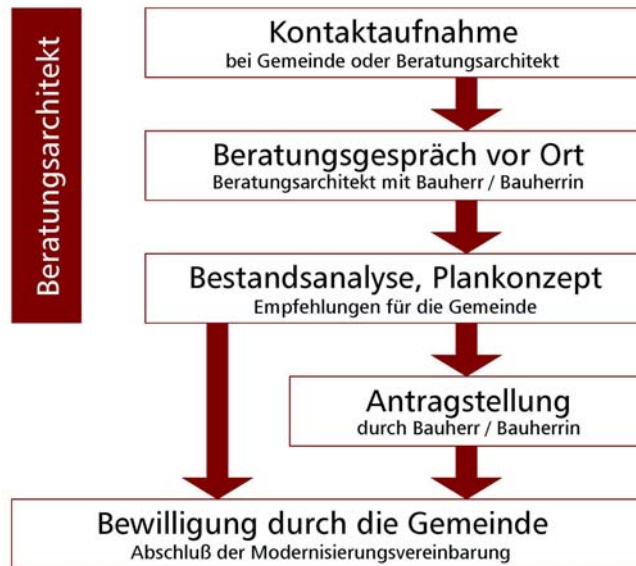 Beratungsarchitekt
Kontaktaufnahme
bei Gemeinde oder Beratungsarchitekt
Beratungsgespräch vor Ort
Beratungsarchitekt mit Bauherr / Bauherrin
Bestandsanalyse, Plankonzept
Empfehlungen für die Gemeinde
Antragstellung
durch Bauherr / Bauherrin
Bewilligung durch die Gemeinde
Abschluß der Modernisierungsvereinbarung